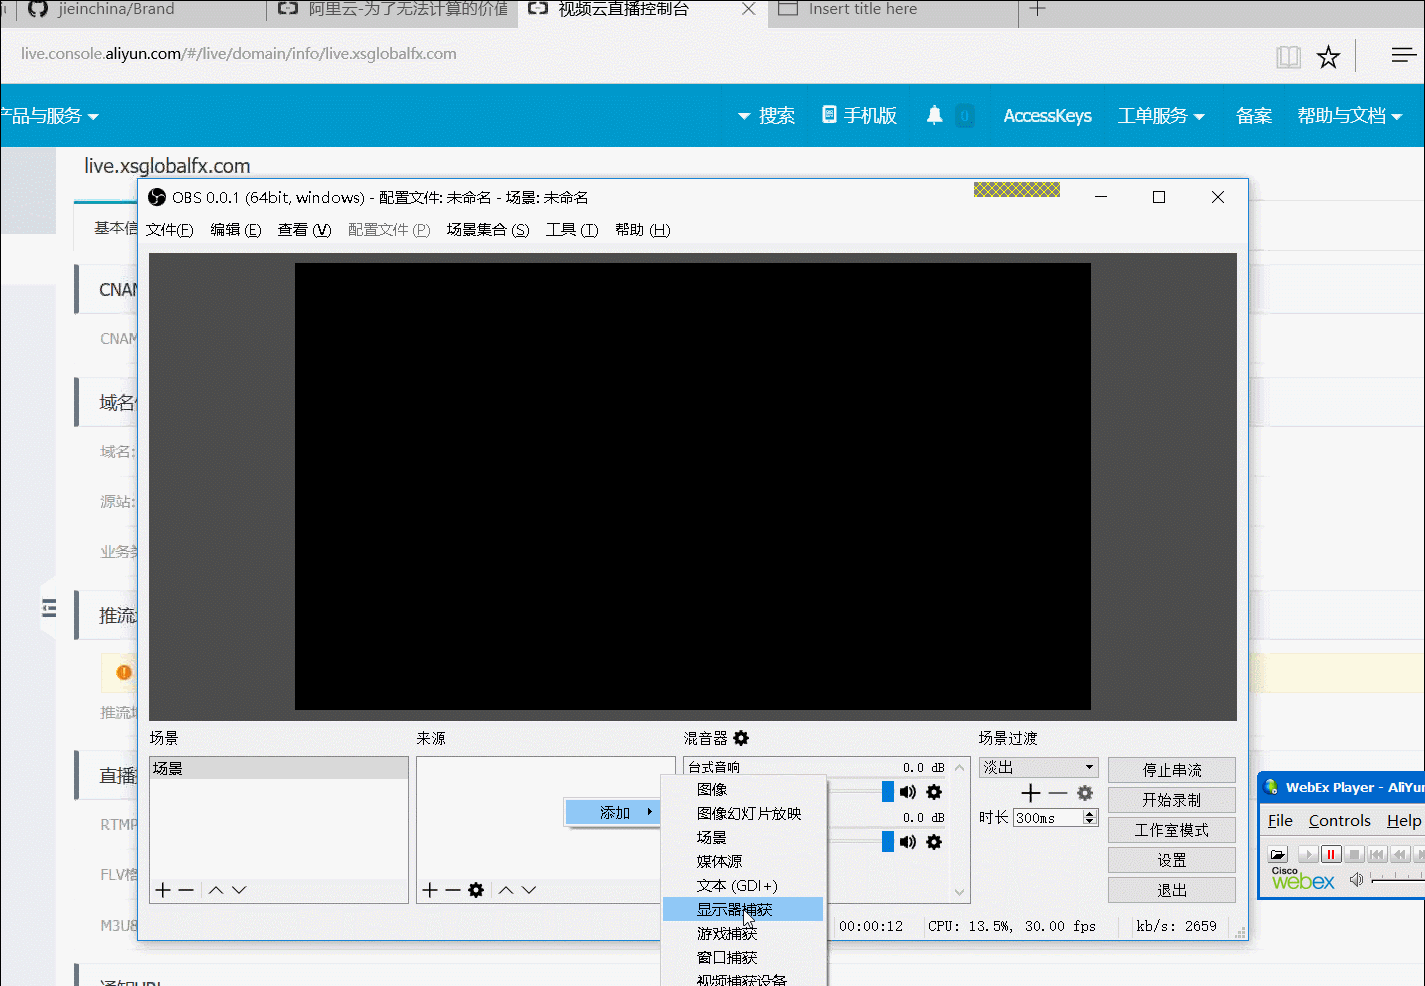 jieinchina/Brand
阿里云-为了无法计算的价值
视频云直播控制台
Insert title here
live.console.aliyun.com/#/live/domain/info/live.xsglobalfx.com
产品与服务
搜索
手机版
0
AccessKeys
工单服务
备案
帮助与文档
live.xsglobalfx.com
OBS 0.0.1 (64bit, windows) - 配置文件: 未命名 - 场景: 未命名
基本信
文件(F) 编辑 (E) 查看 (V) 配置文件 (P) 场景集合 (S) 工具 (T) 帮助 (H)
CNAM
CNAM
域名
域名:
源站:
业务类
推流
推流地
直播
RTMP
FLV格
M3U8
通知URL
场景
来源
混音器
场景过渡
场景
台式音响
0.0 dB
0.0 dB
淡出
时长 300ms
停止串流
开始录制
工作室模式
设置
退出
添加
图像
图像幻灯片放映
场景
媒体源
文本 (GDI+)
显示器捕获
游戏捕获
窗口捕获
视频捕获设备
00:00:12
CPU: 13.5%, 30.00 fps
kb/s: 2659
WebEx Player - AliYun
File Controls Help
Cisco
webex